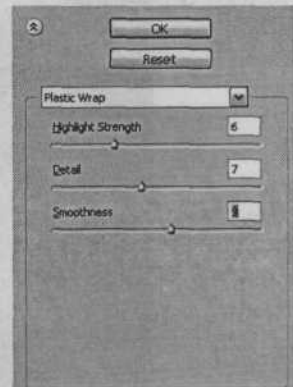 OK
Reset
Plastic Wrap
Highlight Strength 6
Detail 7
Smoothness